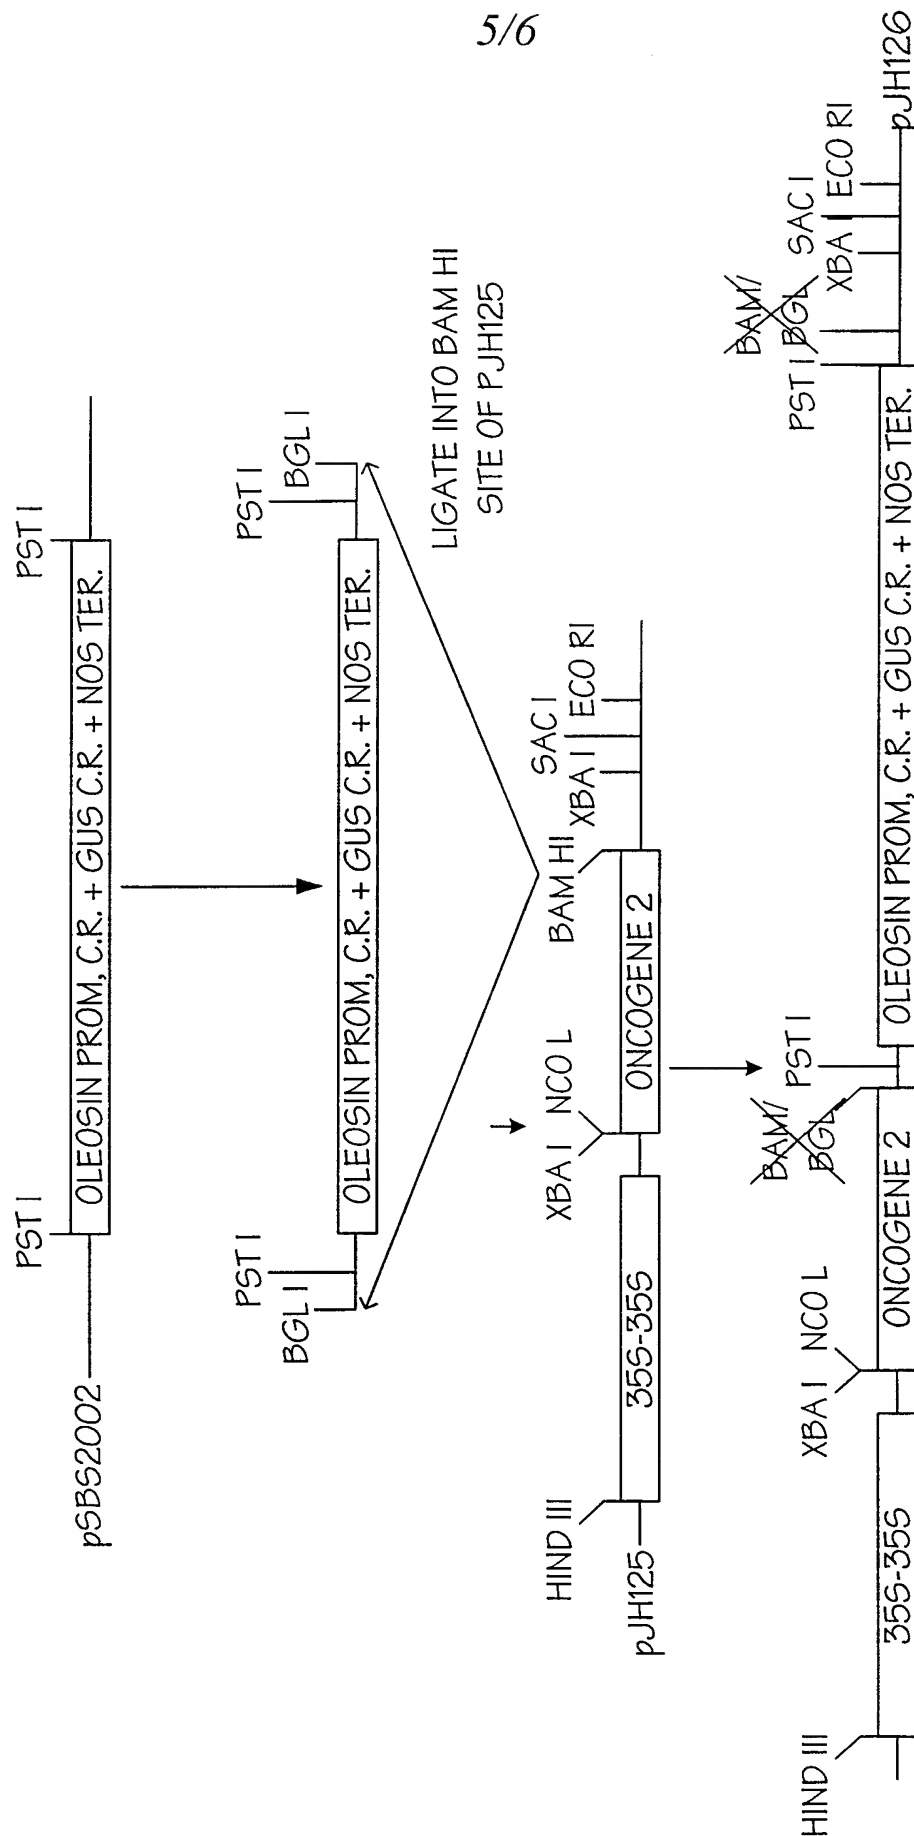 5/6
PST I
PST I
pSBS2002
OLEOSIN PROM, C.R. + GUS C.R. + NOS TER.
PST I
BGL I
PST I
BGL I
OLEOSIN PROM, C.R. + GUS C.R. + NOS TER.
LIGATE INTO BAM HI
SITE OF PJH125
HIND III
XBA I
NCO L
BAM HI
XBA I
SAC I
ECO RI
pJH125
35S-35S
ONCOGENE 2
HIND III
XBA I
NCO L
BAM/
BGL
PST I
PST I
BAM/
BGL
XBA I
SAC I
ECO RI
35S-35S
ONCOGENE 2
OLEOSIN PROM, C.R. + GUS C.R. + NOS TER.
pJH126